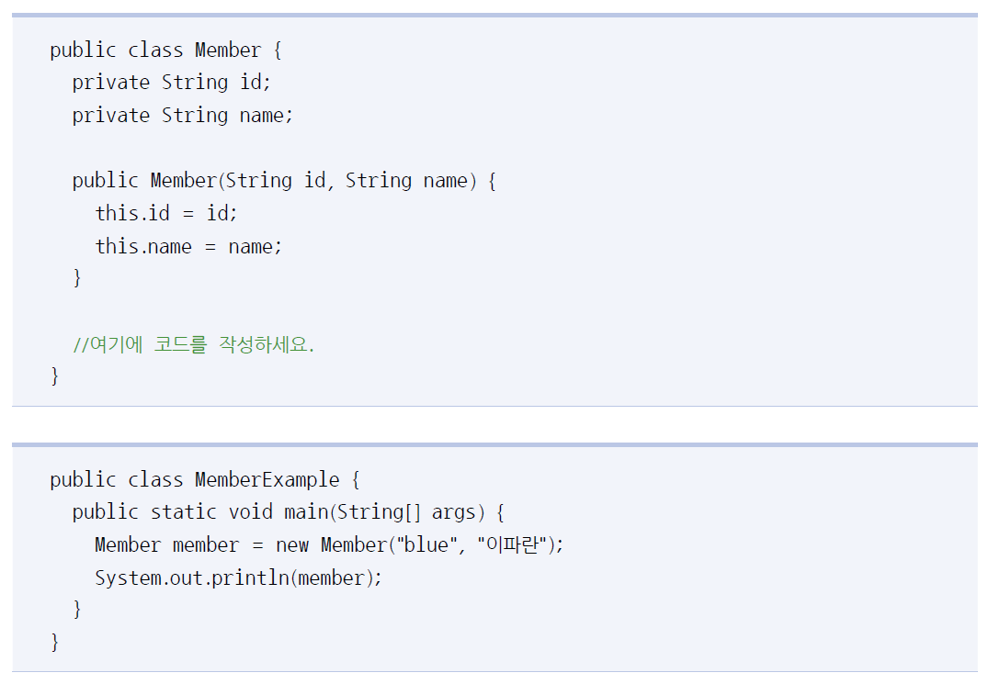 public class Member {
private String id;
private String name;
public Member(String id, String name) {
this.id = id;
this.name = name;
}
//여기에 코드를 작성하세요.
}
public class MemberExample {
public static void main(String[] args) {
Member member = new Member("blue", "이파란");
System.out.println(member);
}
}